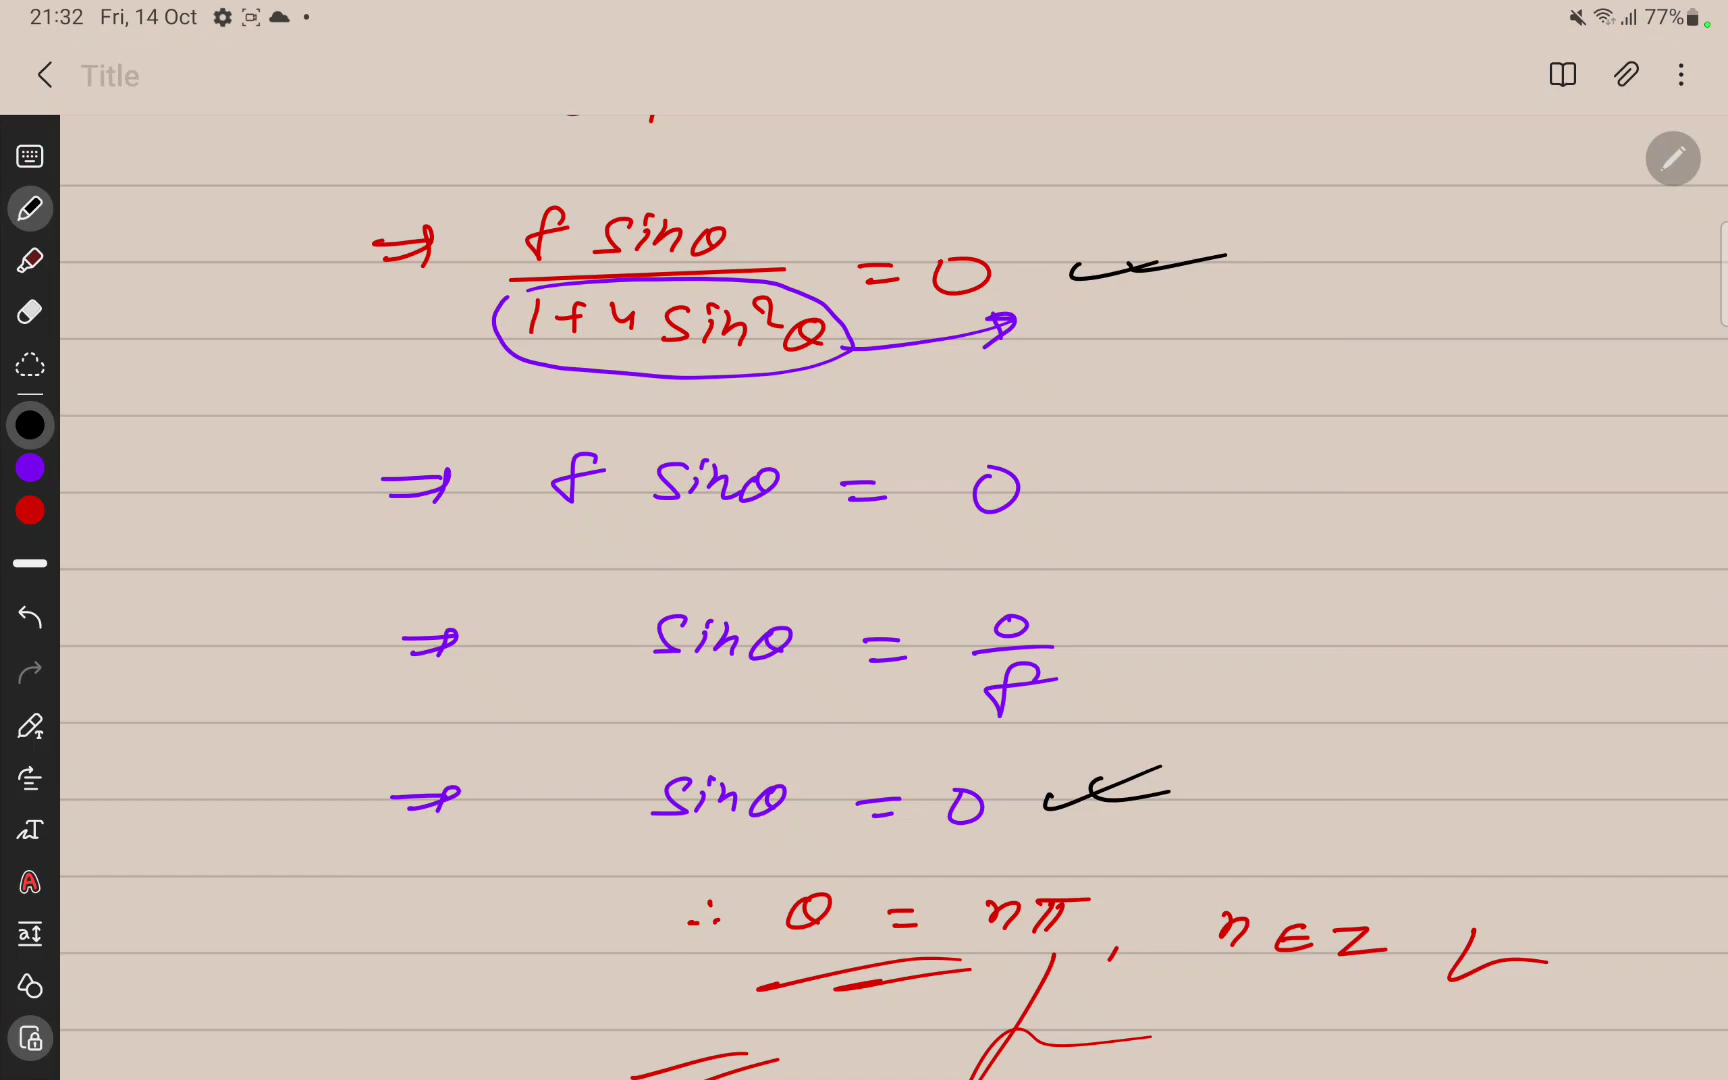 21:32 Fri, 14 Oct 77%
Title
⇒ f sinθ / 1+4 sin²θ = 0
⇒ f sinθ = 0
⇒ sinθ = 0/f
⇒ sinθ = 0
∴ θ = nπ, n ∈ Z